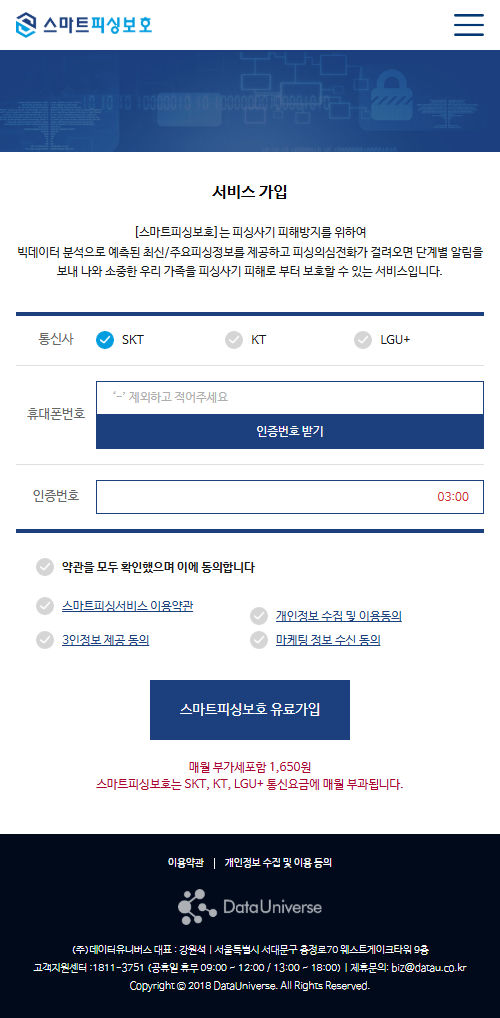 스마트피싱보호
서비스 가입
[스마트피싱보호]는 피싱사기 피해방지를 위하여
빅데이터 분석으로 예측된 최신/주요피싱정보를 제공하고 피싱의심전화가 걸려오면 단계별 알림을
보내 나와 소중한 우리 가족을 피싱사기 피해로 부터 보호할 수 있는 서비스입니다.
통신사 SKT KT LGU+
휴대폰번호 '-' 제외하고 적어주세요
인증번호 받기
인증번호 03:00
약관을 모두 확인했으며 이에 동의합니다
스마트피싱서비스 이용약관
개인정보 수집 및 이용동의
3인정보 제공 동의
마케팅 정보 수신 동의
스마트피싱보호 유료가입
매월 부가세포함 1,650원
스마트피싱보호는 SKT, KT, LGU+ 통신요금에 매월 부과됩니다.
이용약관 | 개인정보 수집 및 이용 동의
DataUniverse
(주)데이터유니버스 대표 : 강원석 | 서울특별시 서대문구 충정로70 웨스트게이크타워 9층
고객지원센터 :1811-3751 (공휴일 휴무 09:00 ~ 12:00 / 13:00 ~ 18:00) | 제휴문의: biz@datau.co.kr
Copyright © 2018 DataUniverse. All Rights Reserved.